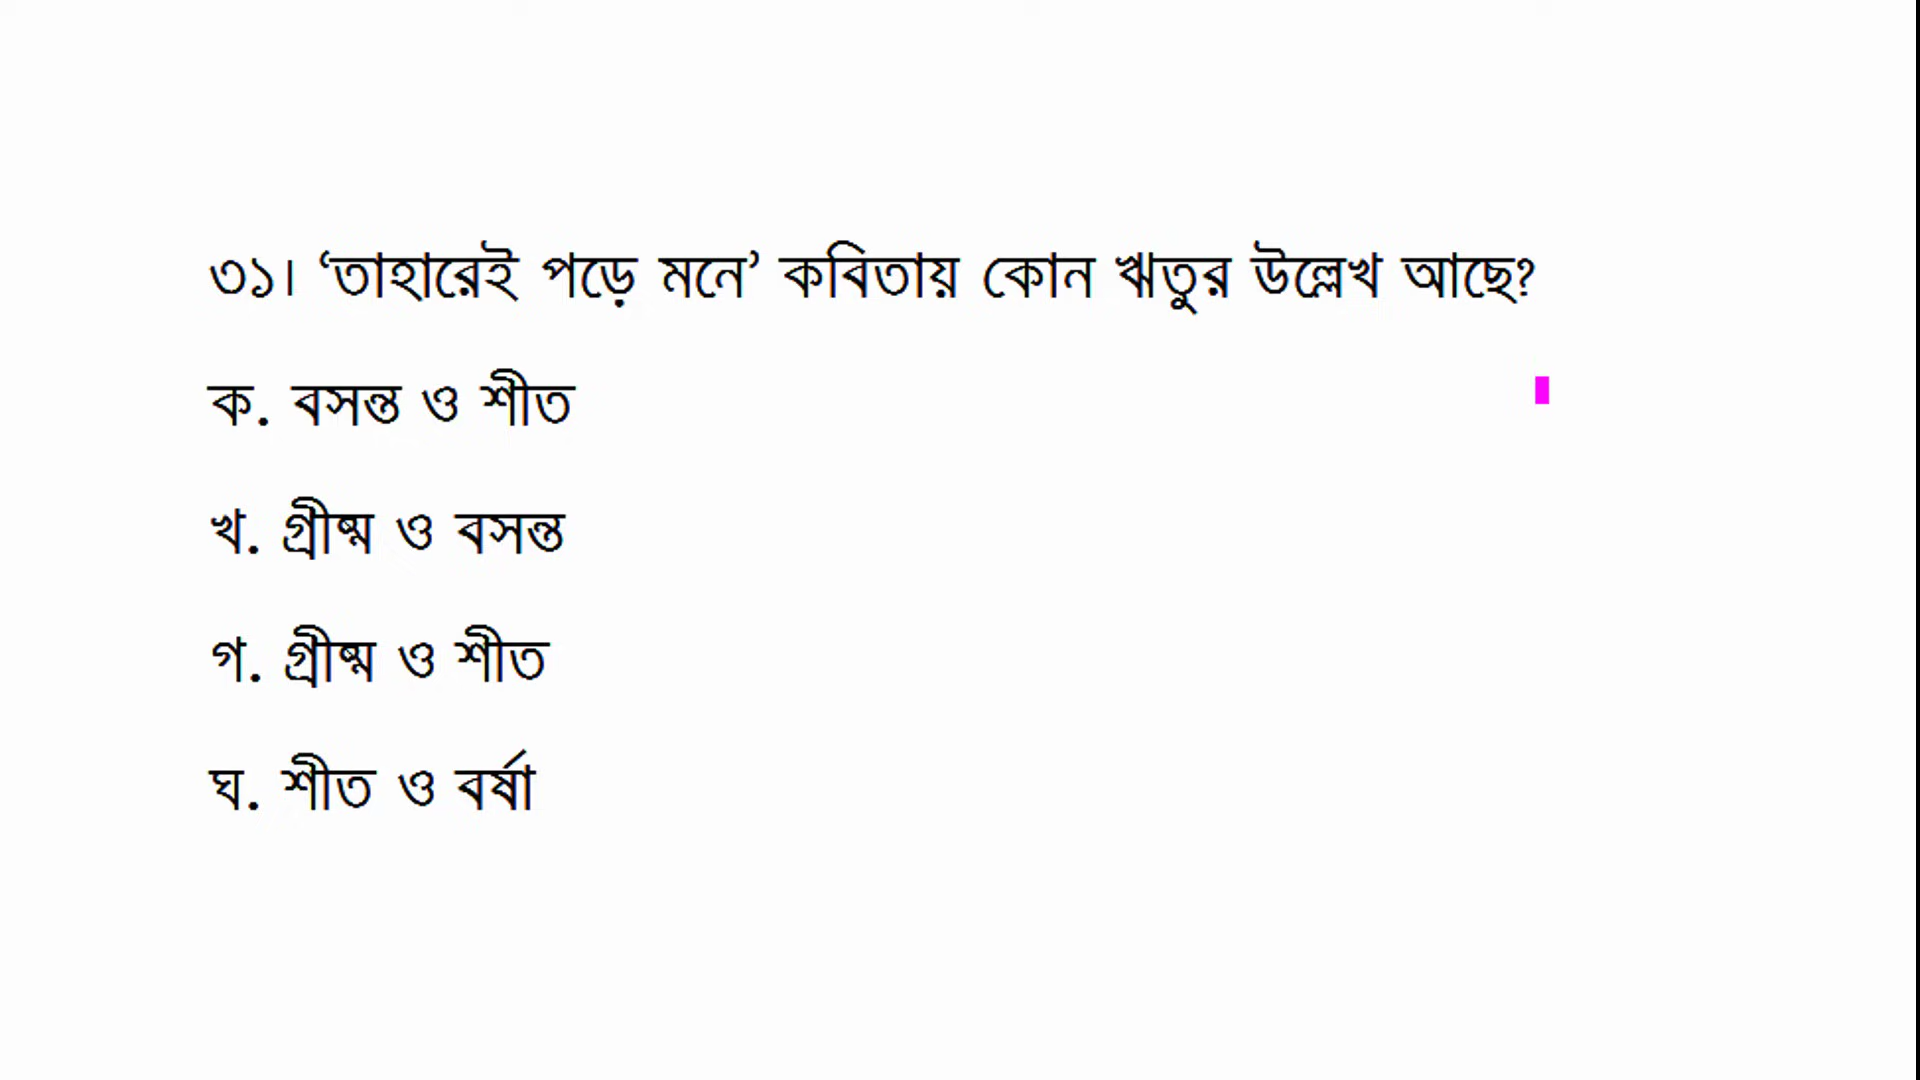 ৩১। ‘তাহারেই পড়ে মনে’ কবিতায় কোন ঋতুর উল্লেখ আছে?
ক. বসন্ত ও শীত
খ. গ্রীষ্ম ও বসন্ত
গ. গ্রীষ্ম ও শীত
ঘ. শীত ও বর্ষা